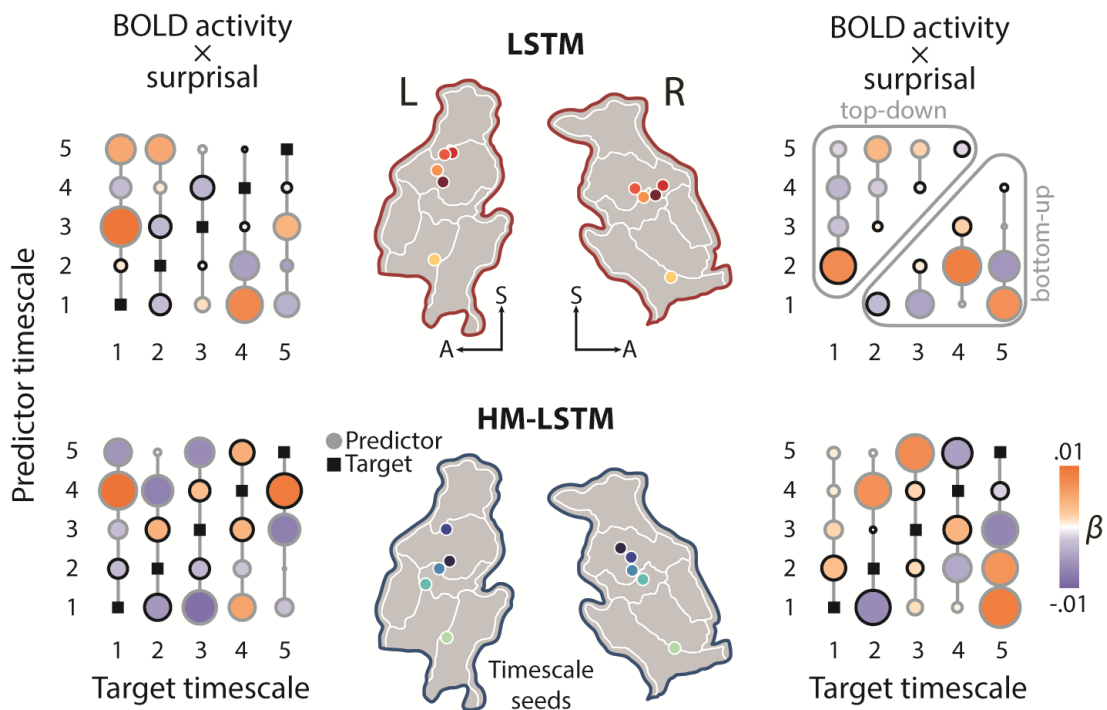 BOLD activity
×
surprisal
LSTM
BOLD activity
×
surprisal
L
R
top-down
bottom-up
5
4
3
2
1
1 2 3 4 5
S
A
S
A
5
4
3
2
1
1 2 3 4 5
Predictor timescale
HM-LSTM
Predictor
Target
5
4
3
2
1
1 2 3 4 5
Target timescale
Timescale
seeds
5
4
3
2
1
1 2 3 4 5
Target timescale
.01
β
-.01